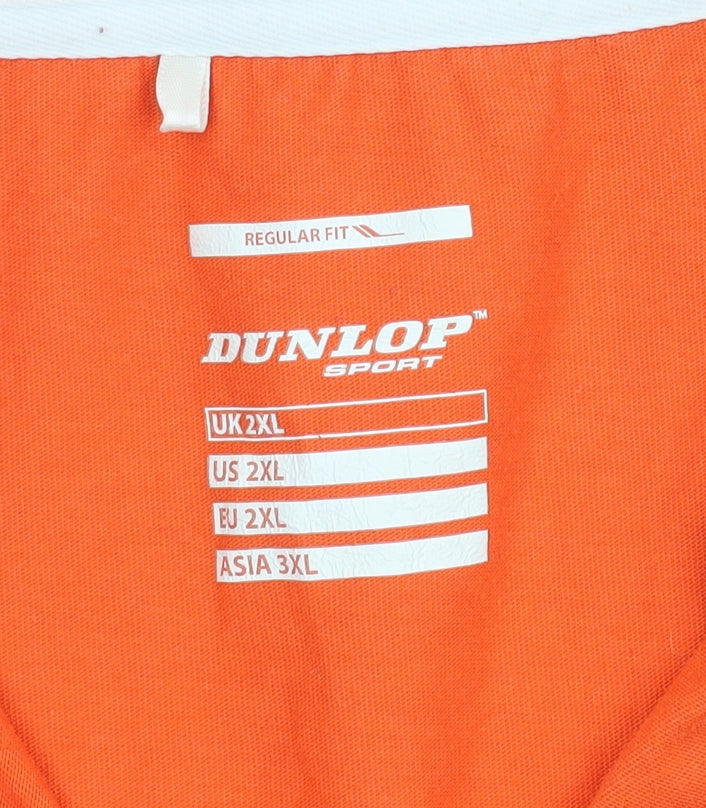 REGULAR FIT
DUNLOP™
SPORT
UK 2XL
US 2XL
EU 2XL
ASIA 3XL